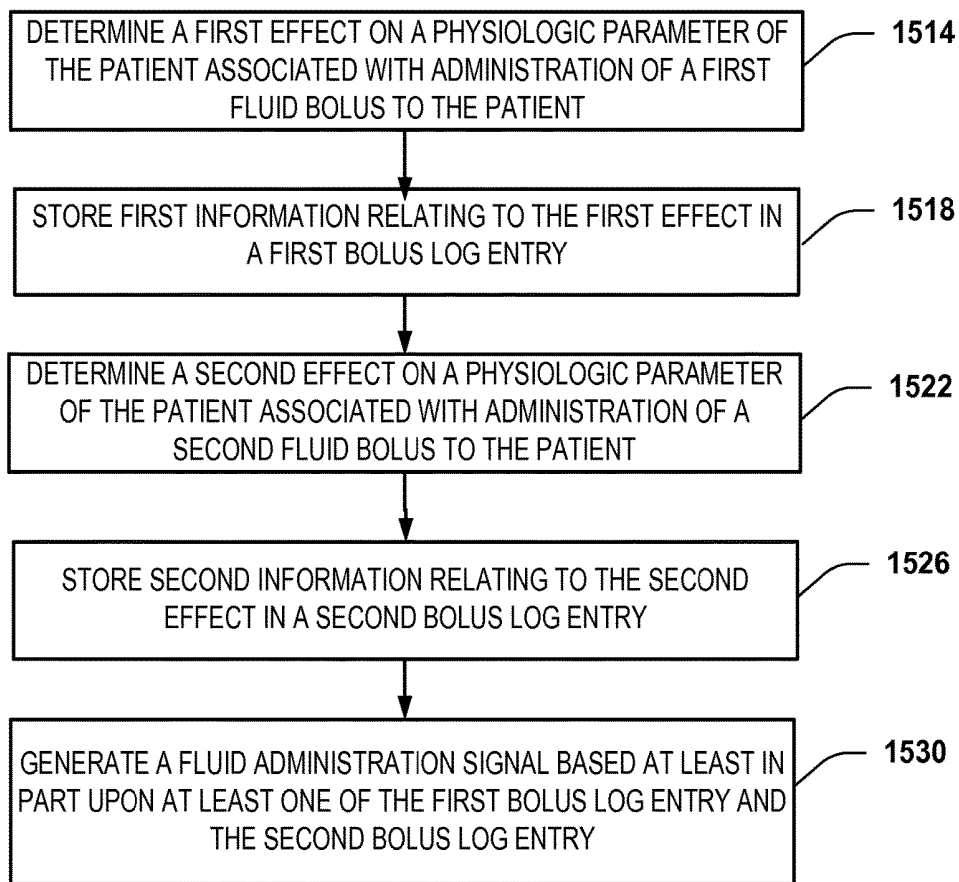 DETERMINE A FIRST EFFECT ON A PHYSIOLOGIC PARAMETER OF
THE PATIENT ASSOCIATED WITH ADMINISTRATION OF A FIRST
FLUID BOLUS TO THE PATIENT
1514
STORE FIRST INFORMATION RELATING TO THE FIRST EFFECT IN
A FIRST BOLUS LOG ENTRY
1518
DETERMINE A SECOND EFFECT ON A PHYSIOLOGIC PARAMETER
OF THE PATIENT ASSOCIATED WITH ADMINISTRATION OF A
SECOND FLUID BOLUS TO THE PATIENT
1522
STORE SECOND INFORMATION RELATING TO THE SECOND
EFFECT IN A SECOND BOLUS LOG ENTRY
1526
GENERATE A FLUID ADMINISTRATION SIGNAL BASED AT LEAST IN
PART UPON AT LEAST ONE OF THE FIRST BOLUS LOG ENTRY AND
THE SECOND BOLUS LOG ENTRY
1530